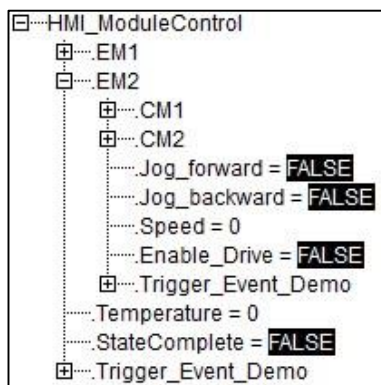 HMI_ModuleControl
.EM1
.EM2
.CM1
.CM2
.Jog_forward = FALSE
.Jog_backward = FALSE
.Speed = 0
.Enable_Drive = FALSE
.Trigger_Event_Demo
.Temperature = 0
.StateComplete = FALSE
.Trigger_Event_Demo